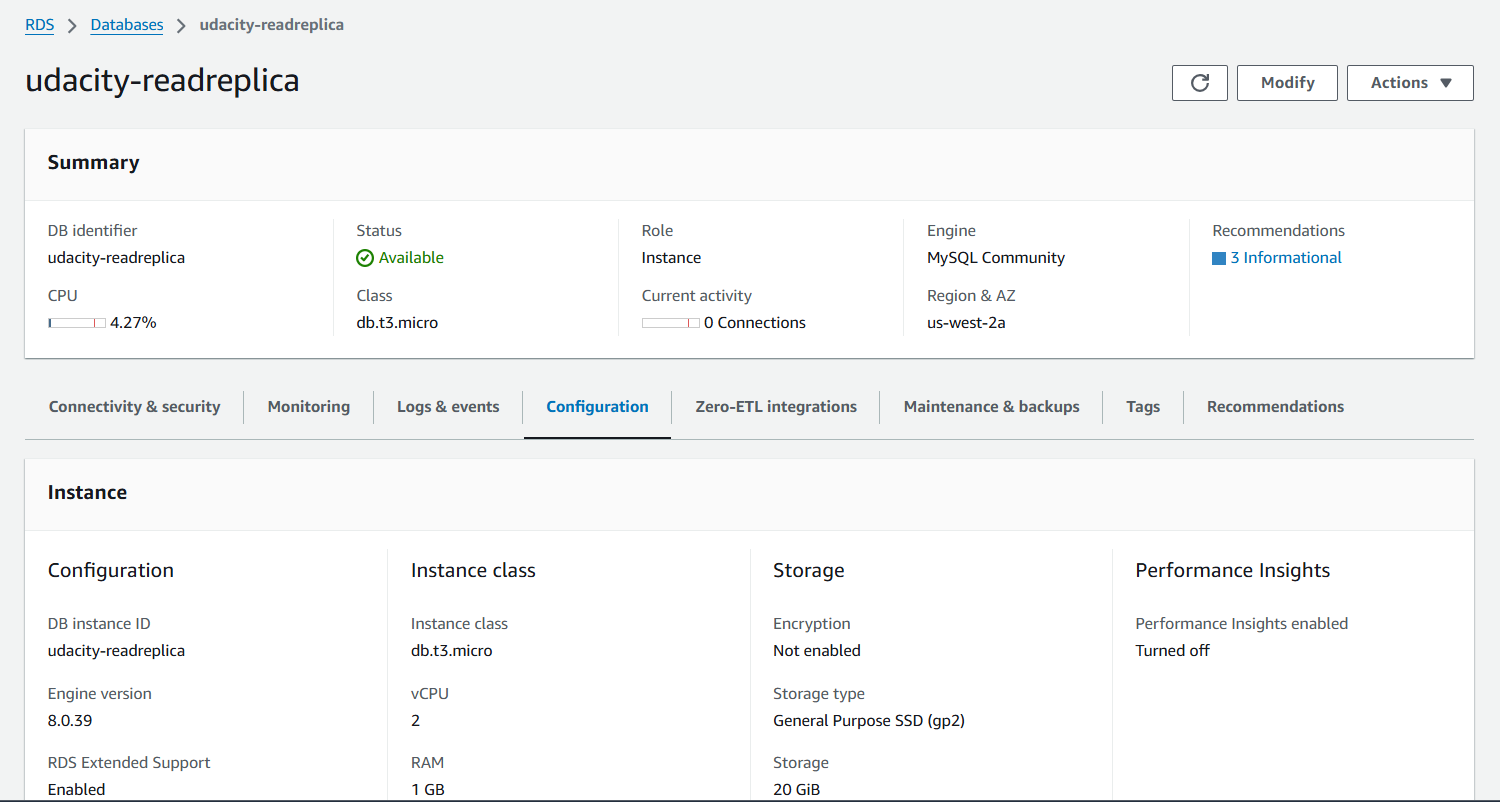 RDS > Databases > udacity-readreplica
udacity-readreplica
Modify
Actions
Summary
DB identifier
udacity-readreplica
Status
Available
Role
Instance
Engine
MySQL Community
Recommendations
3 Informational
CPU
4.27%
Class
db.t3.micro
Current activity
0 Connections
Region & AZ
us-west-2a
Connectivity & security
Monitoring
Logs & events
Configuration
Zero-ETL integrations
Maintenance & backups
Tags
Recommendations
Instance
Configuration
DB instance ID
udacity-readreplica
Engine version
8.0.39
RDS Extended Support
Enabled
Instance class
Instance class
db.t3.micro
vCPU
2
RAM
1 GB
Storage
Encryption
Not enabled
Storage type
General Purpose SSD (gp2)
Storage
20 GiB
Performance Insights
Performance Insights enabled
Turned off